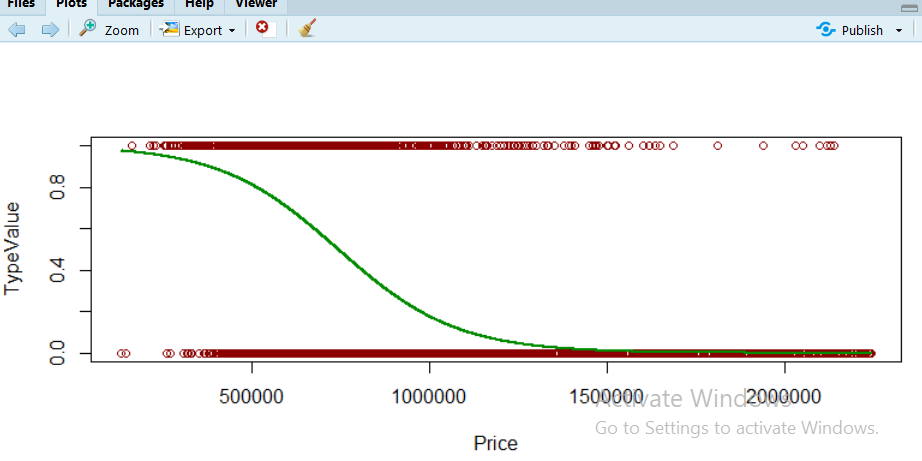 Files Plots Packages Help Viewer
Zoom Export Publish
TypeValue
0.8
0.4
0.0
500000 1000000 1500000 2000000
Activate Windows
Price
Go to Settings to activate Windows.